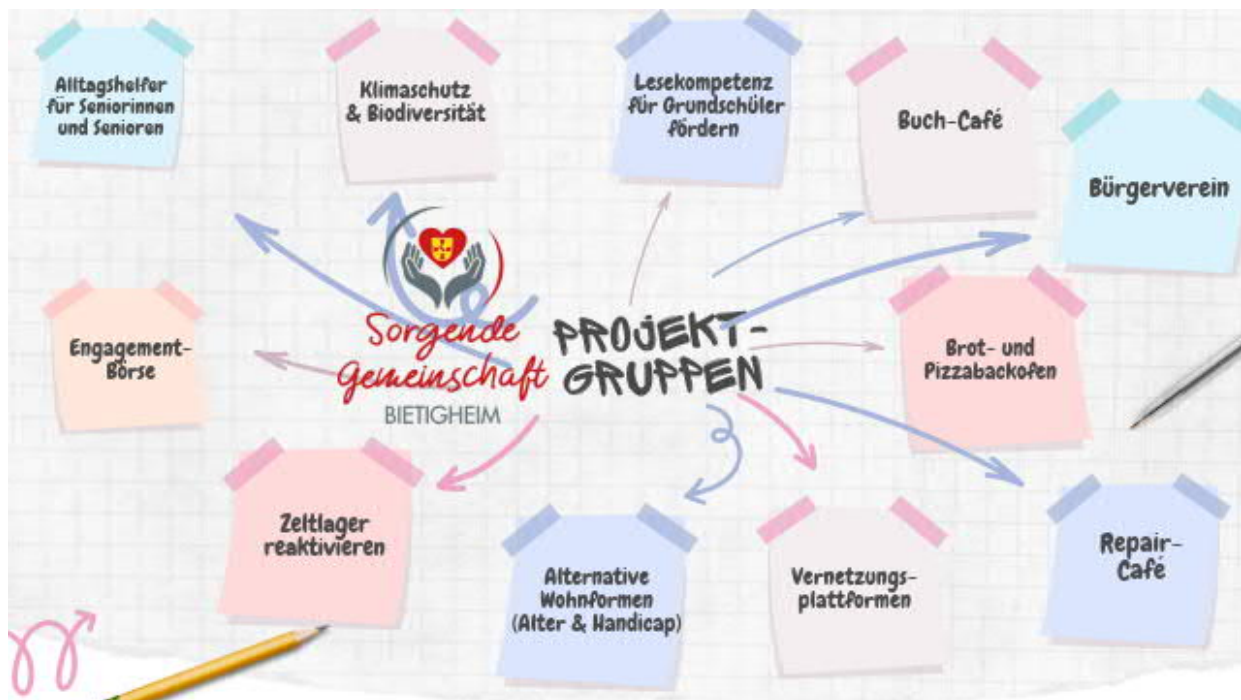 Alltagshelfer
für Seniorinnen
und Senioren
Klimaschutz
& Biodiversität
Lesekompetenz
für Grundschüler
fördern
Buch-Café
Bürgerverein
Engagement-
Börse
Sorgende
Gemeinschaft
BIETIGHEIM
PROJEKT-
GRUPPEN
Brot- und
Pizzabackofen
Zeltlager
reaktivieren
Alternative
Wohnformen
(Alter & Handicap)
Vernetzungs-
plattformen
Repair-
Café